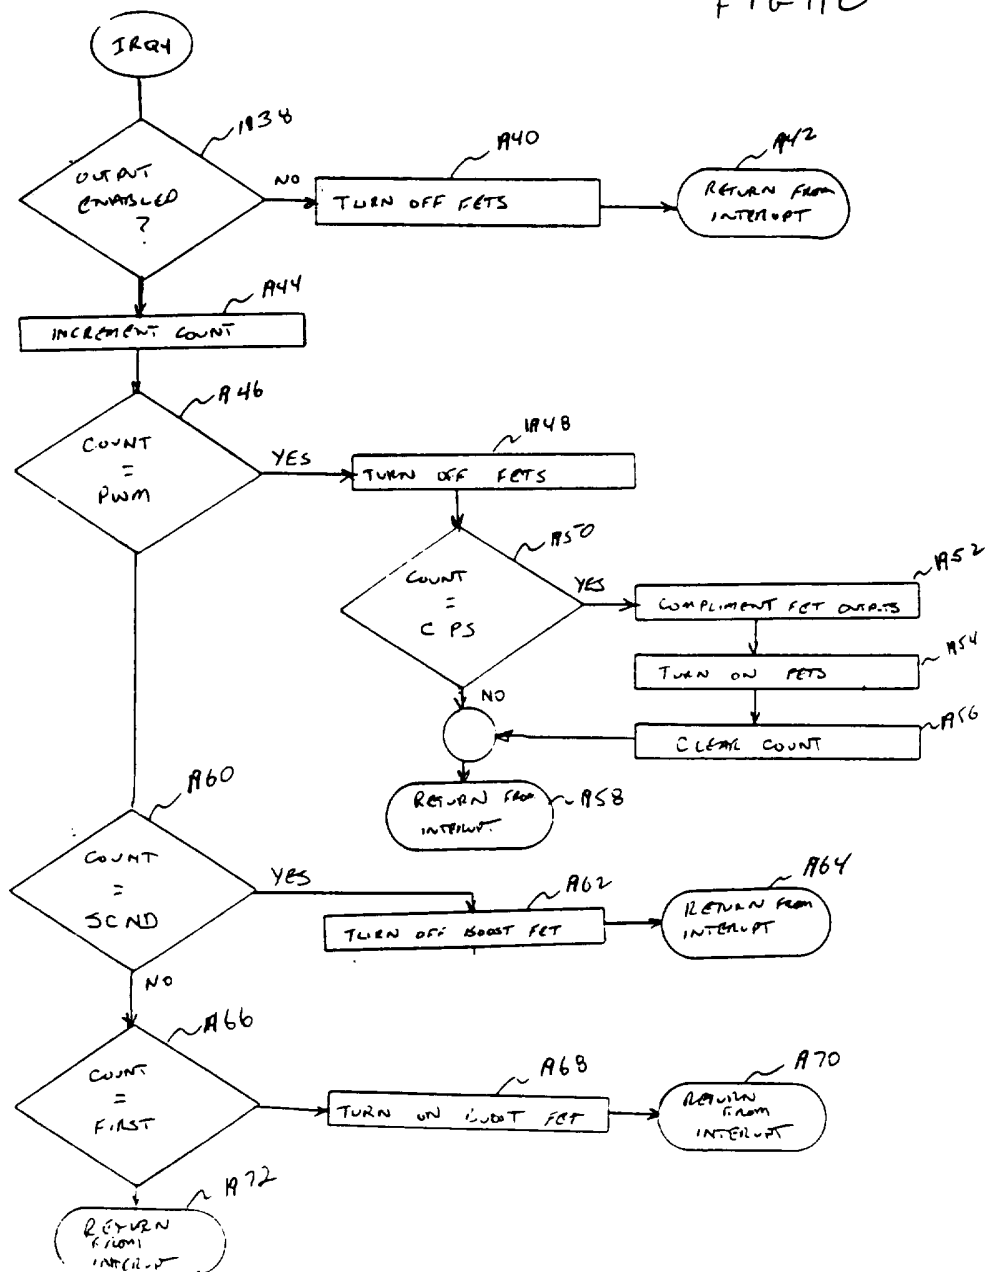 IRQ4
A38
OUTPUT
ENABLED
?
NO
A40
TURN OFF FETS
A42
RETURN FROM
INTERUPT
A44
INCREMENT COUNT
A46
COUNT
=
PWM
YES
A48
TURN OFF FETS
A50
COUNT
=
CPS
YES
A52
COMPLIMENT FET OUTPUTS
A54
TURN ON FETS
NO
A56
CLEAR COUNT
RETURN FROM
INTERUPT
A58
A60
COUNT
=
SCND
YES
A62
TURN OFF BOOST FET
A64
RETURN FROM
INTERUPT
NO
A66
COUNT
=
FIRST
A68
TURN ON BOOST FET
A70
RETURN
FROM
INTERUPT
A72
RETURN
FROM
INTERUPT